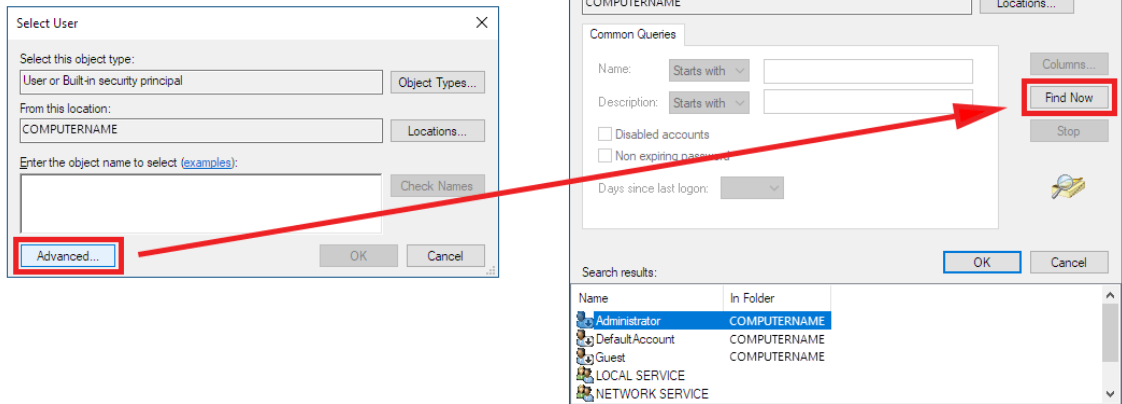 Select User
Select this object type:
User or Built-in security principal
Object Types...
From this location:
COMPUTERNAME
Locations...
Enter the object name to select (examples):
Check Names
Advanced...
OK
Cancel
COMPUTERNAME
Locations...
Common Queries
Name:
Starts with
Description:
Starts with
Disabled accounts
Non expiring password
Days since last logon:
Columns...
Find Now
Stop
OK
Cancel
Search results:
Name In Folder
Administrator COMPUTERNAME
DefaultAccount COMPUTERNAME
Guest COMPUTERNAME
LOCAL SERVICE
NETWORK SERVICE